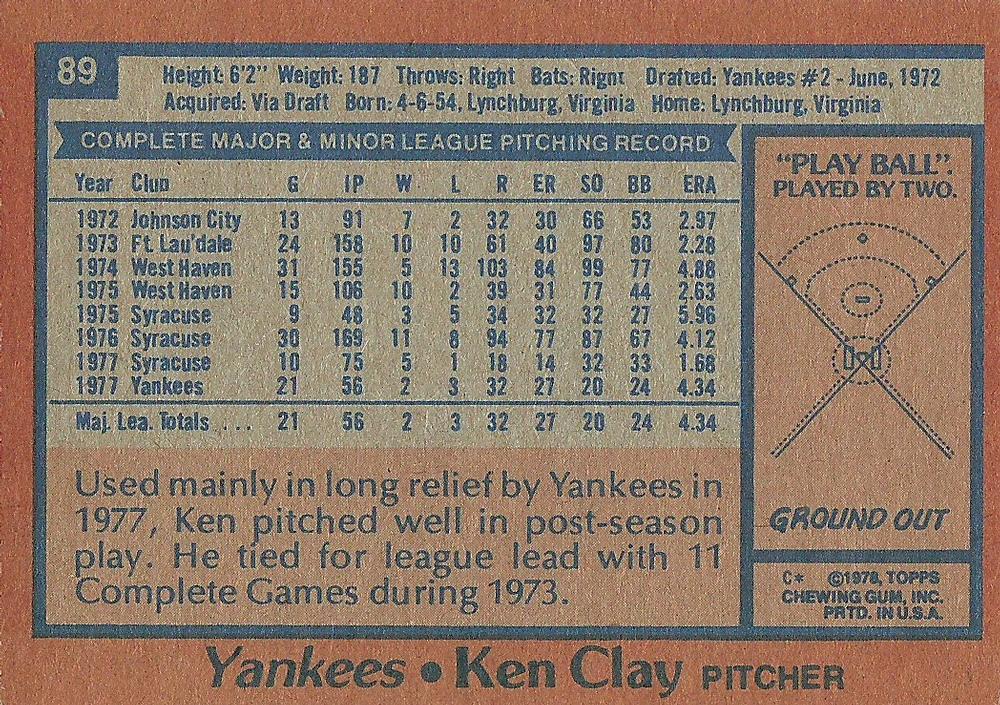 89
Height: 6'2" Weight: 187 Throws: Right Bats: Right Drafted: Yankees #2 - June, 1972
Acquired: Via Draft Born: 4-6-54, Lynchburg, Virginia Home: Lynchburg, Virginia
COMPLETE MAJOR & MINOR LEAGUE PITCHING RECORD
Year Club G IP W L R ER SO BB ERA
1972 Johnson City 13 91 7 2 32 30 66 53 2.97
1973 Ft. Lau'dale 24 158 10 10 61 40 97 80 2.28
1974 West Haven 31 155 5 13 103 84 99 77 4.88
1975 West Haven 15 106 10 2 39 31 77 44 2.63
1975 Syracuse 9 48 3 5 34 32 32 27 5.96
1976 Syracuse 30 169 11 8 94 77 87 67 4.12
1977 Syracuse 10 75 5 1 18 14 32 33 1.68
1977 Yankees 21 56 2 3 32 27 20 24 4.34
Maj. Lea. Totals . . . 21 56 2 3 32 27 20 24 4.34
Used mainly in long relief by Yankees in
1977, Ken pitched well in post-season
play. He tied for league lead with 11
Complete Games during 1973.
"PLAY BALL".
PLAYED BY TWO.
GROUND OUT
C* ©1978, TOPPS
CHEWING GUM, INC.
PRTD. IN U.S.A.
Yankees • Ken Clay PITCHER